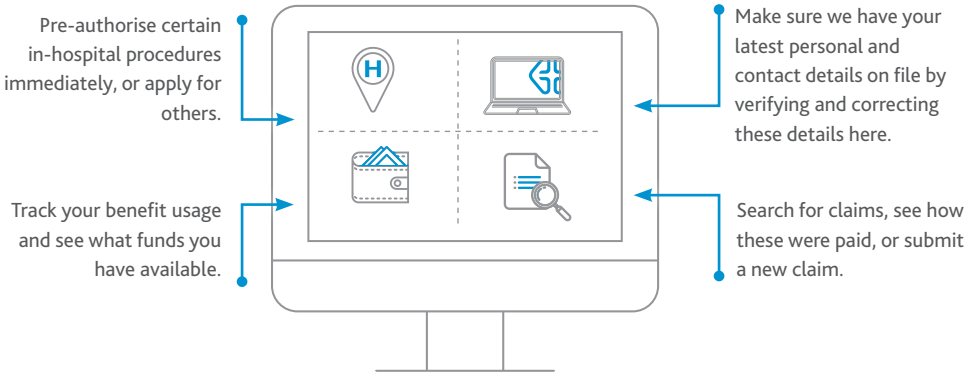 Pre-authorise certain
in-hospital procedures
immediately, or apply for
others.
H
Make sure we have your
latest personal and
contact details on file by
verifying and correcting
these details here.
Track your benefit usage
and see what funds you
have available.
Search for claims, see how
these were paid, or submit
a new claim.